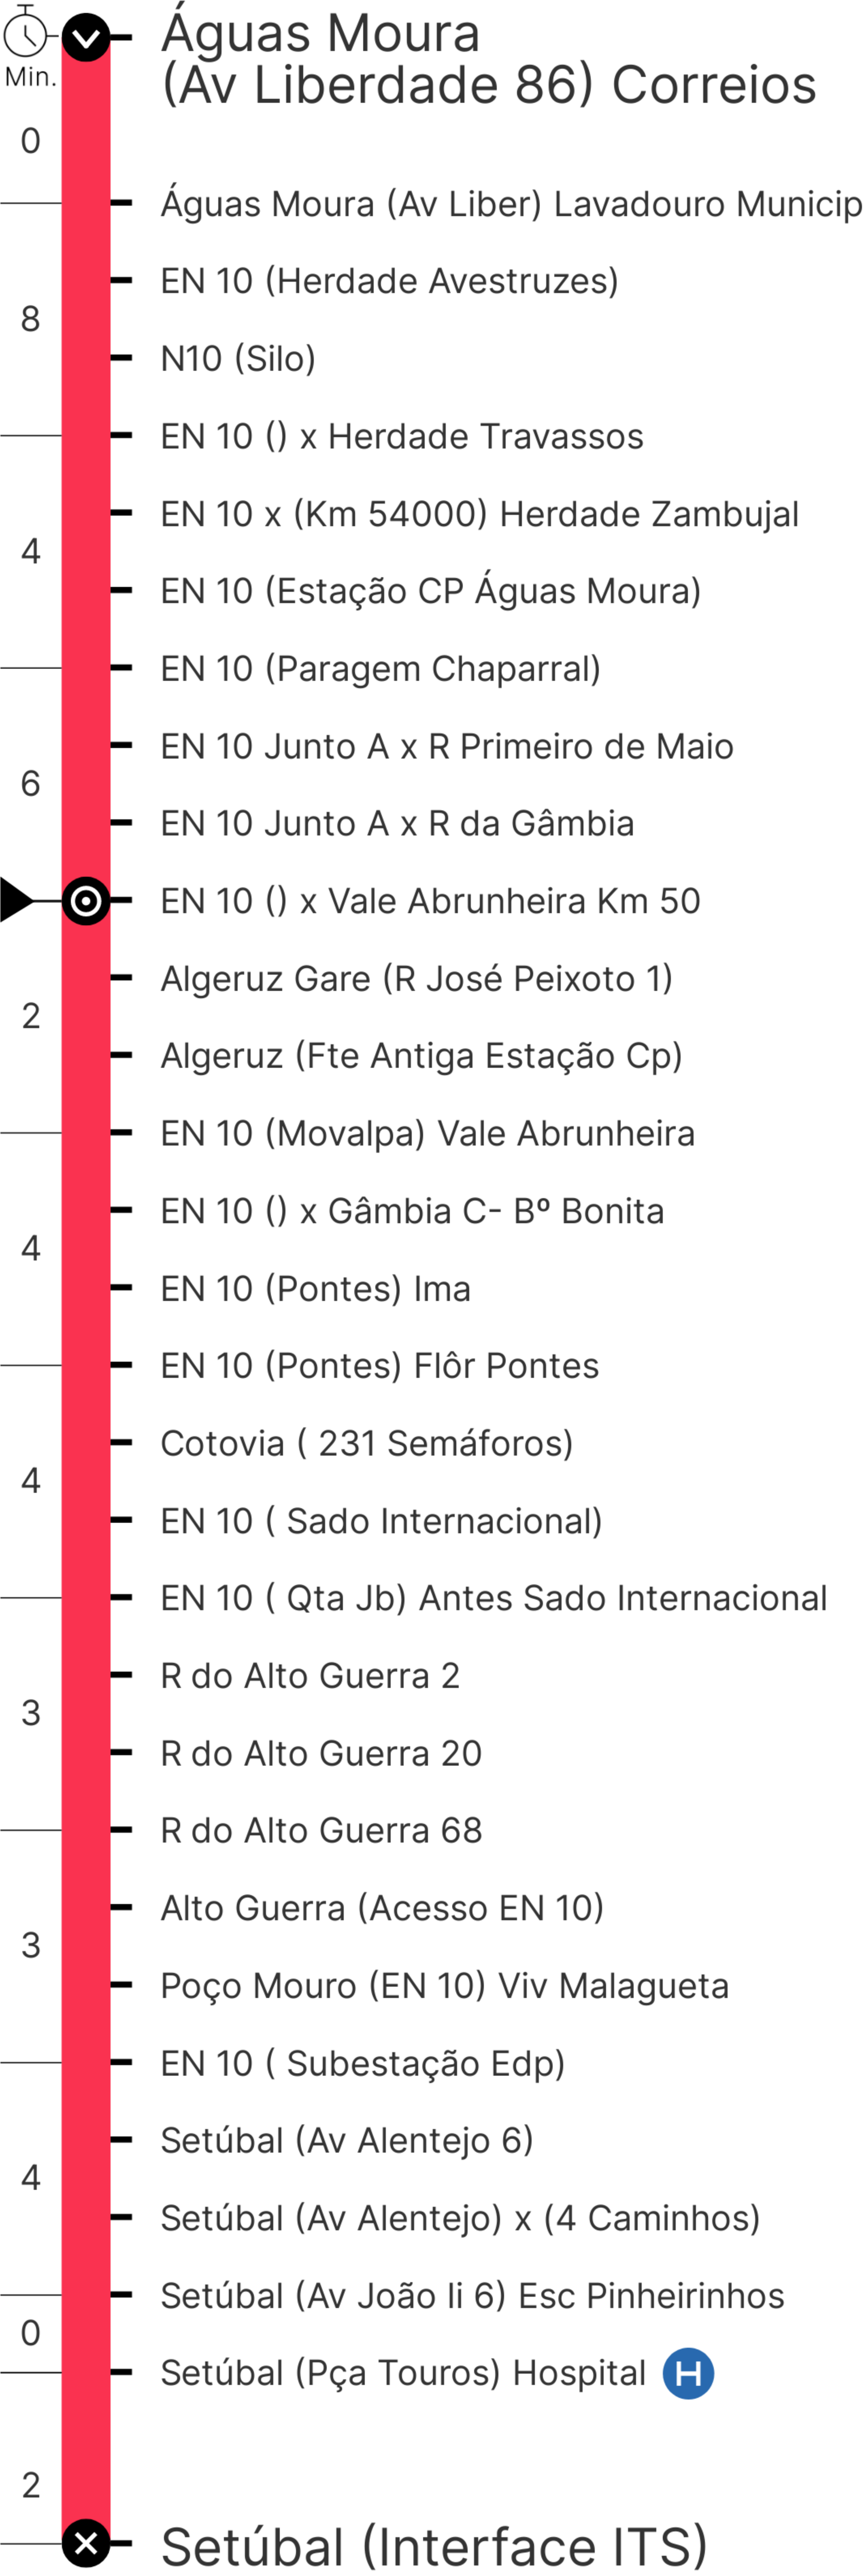 Águas Moura
(Av Liberdade 86) Correios
Min.
0
Águas Moura (Av Liber) Lavadouro Municip
EN 10 (Herdade Avestruzes)
8
N10 (Silo)
EN 10 () x Herdade Travassos
EN 10 x (Km 54000) Herdade Zambujal
4
EN 10 (Estação CP Águas Moura)
EN 10 (Paragem Chaparral)
EN 10 Junto A x R Primeiro de Maio
6
EN 10 Junto A x R da Gâmbia
EN 10 () x Vale Abrunheira Km 50
Algeruz Gare (R José Peixoto 1)
2
Algeruz (Fte Antiga Estação Cp)
EN 10 (Movalpa) Vale Abrunheira
EN 10 () x Gâmbia C- Bº Bonita
4
EN 10 (Pontes) Ima
EN 10 (Pontes) Flôr Pontes
Cotovia ( 231 Semáforos)
4
EN 10 ( Sado Internacional)
EN 10 ( Qta Jb) Antes Sado Internacional
R do Alto Guerra 2
3
R do Alto Guerra 20
R do Alto Guerra 68
Alto Guerra (Acesso EN 10)
3
Poço Mouro (EN 10) Viv Malagueta
EN 10 ( Subestação Edp)
Setúbal (Av Alentejo 6)
4
Setúbal (Av Alentejo) x (4 Caminhos)
Setúbal (Av João Ii 6) Esc Pinheirinhos
0
Setúbal (Pça Touros) Hospital H
2
Setúbal (Interface ITS)